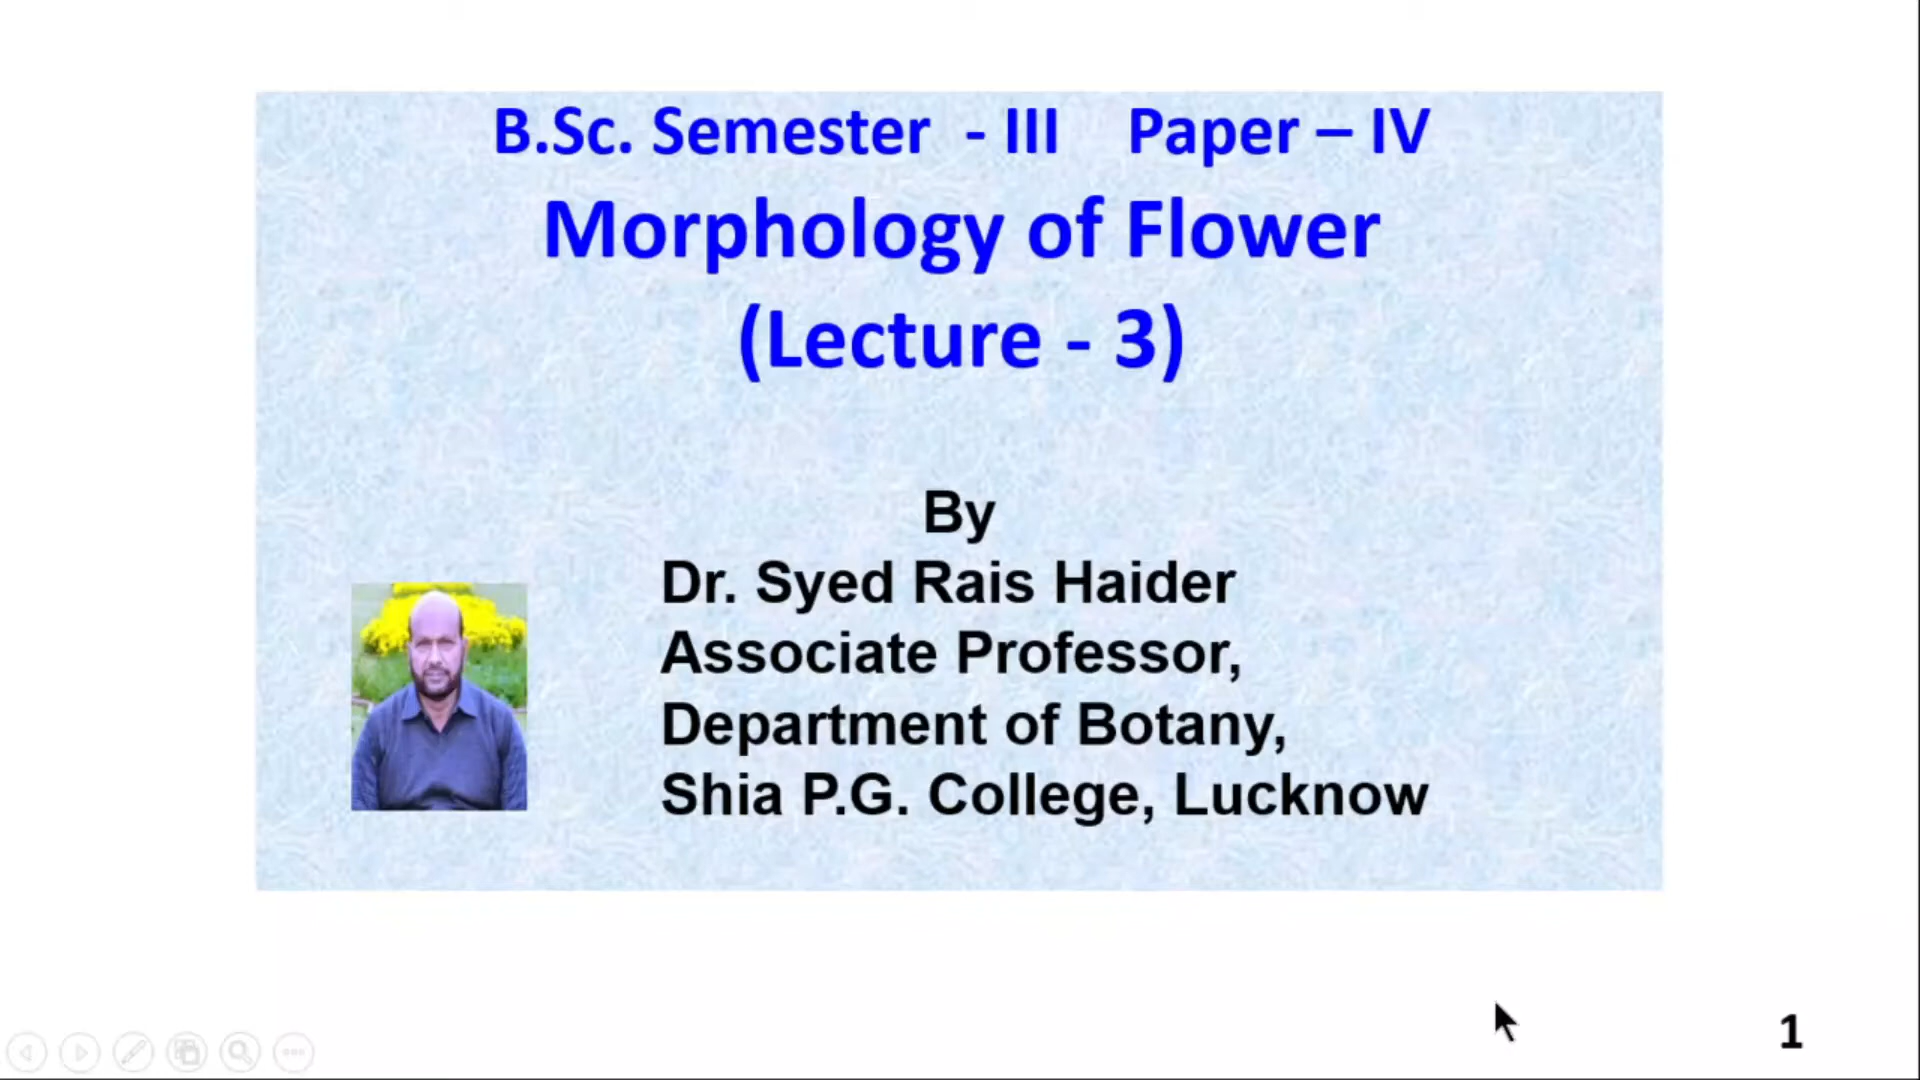 B.Sc. Semester - III Paper – IV
Morphology of Flower
(Lecture - 3)
By
Dr. Syed Rais Haider
Associate Professor,
Department of Botany,
Shia P.G. College, Lucknow
1